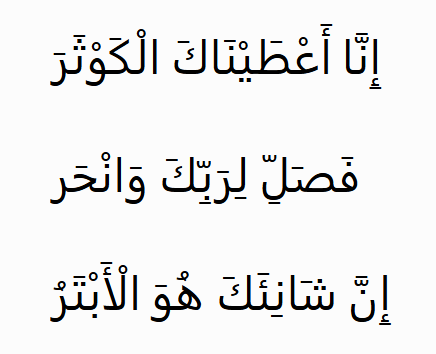 إِنَّا أَعْطَيْنَاكَ الْكَوْثَرَ
فَصَلِّ لِرَبِّكَ وَانْحَر
إِنَّ شَانِئَكَ هُوَ الْأَبْتَرُ